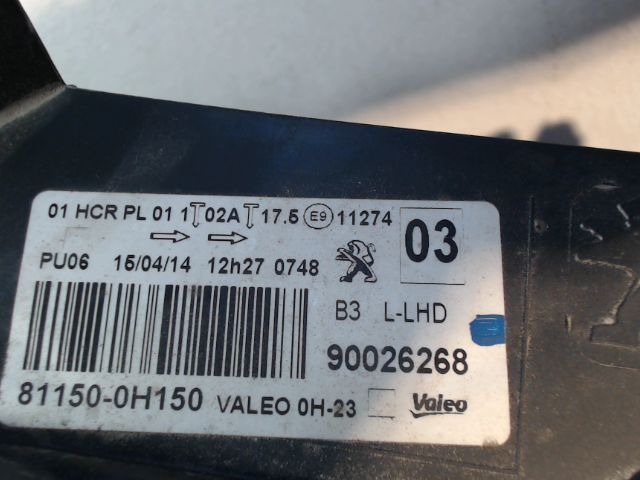 01 HCR PL 01 1 02A 17.5 E9 11274
03
PU06 15/04/14 12h27 0748
B3 L-LHD
90026268
81150-0H150 VALEO 0H-23 Valeo